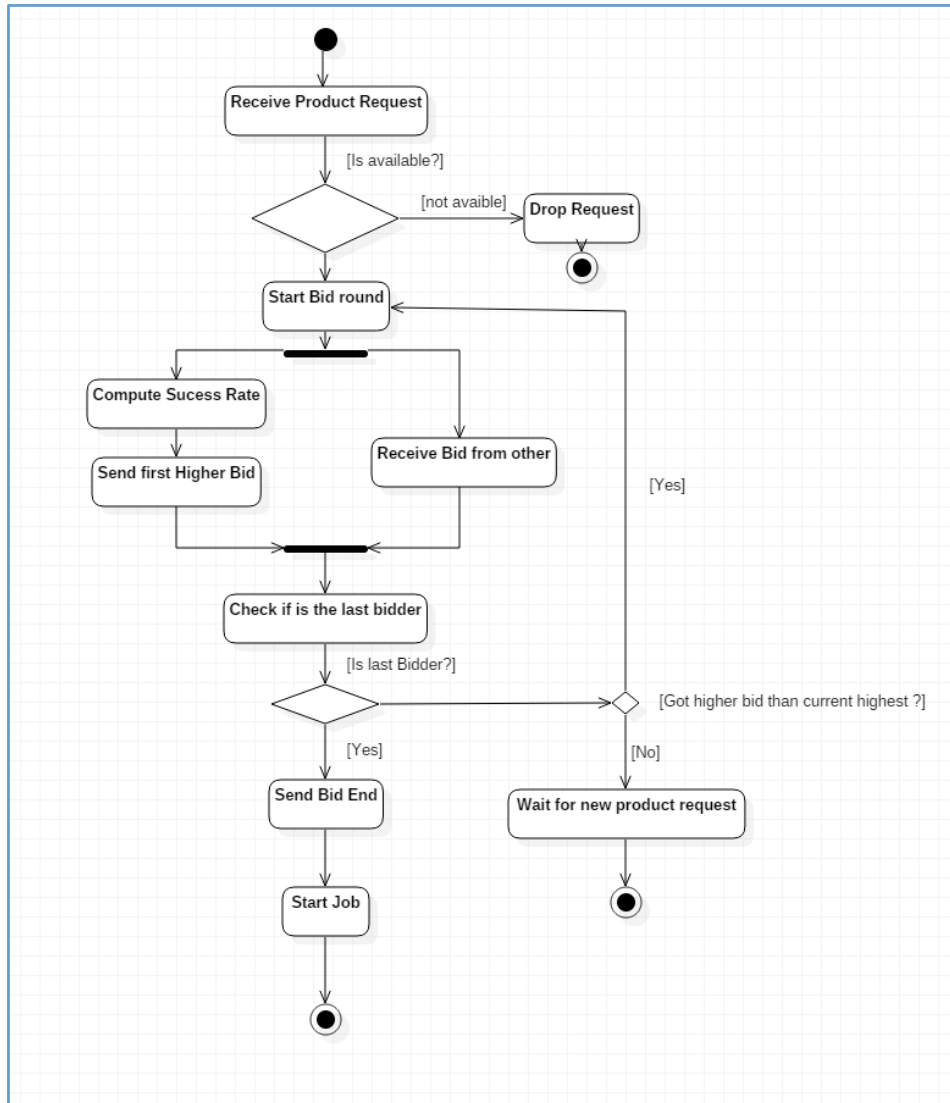 Receive Product Request
[Is available?]
[not avaible]
Drop Request
Start Bid round
Compute Sucess Rate
Receive Bid from other
Send first Higher Bid
[Yes]
Check if is the last bidder
[Is last Bidder?]
[Got higher bid than current highest ?]
[Yes]
[No]
Send Bid End
Wait for new product request
Start Job